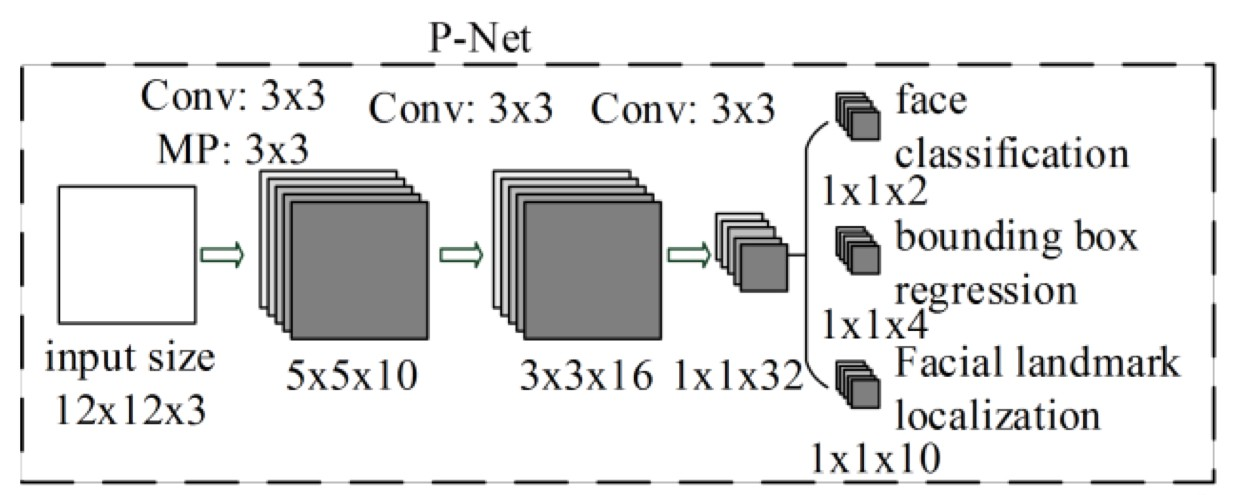 P-Net
Conv: 3x3
MP: 3x3
Conv: 3x3
Conv: 3x3
input size
12x12x3
5x5x10
3x3x16
1x1x32
face
classification
1x1x2
bounding box
regression
1x1x4
Facial landmark
localization
1x1x10